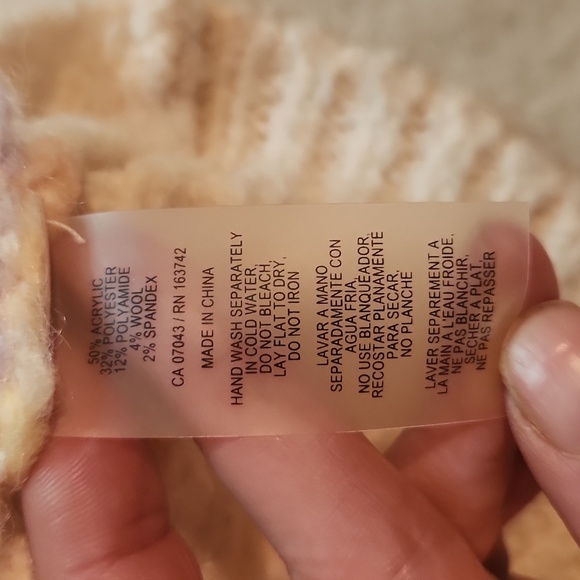 50% ACRYLIC
32% POLYESTER
12% POLYAMIDE
4% WOOL
2% SPANDEX
CA 07043 / RN 163742
MADE IN CHINA
HAND WASH SEPARATELY
IN COLD WATER,
DO NOT BLEACH,
LAY FLAT TO DRY,
DO NOT IRON
LAVAR A MANO
SEPARADAMENTE CON
AGUA FRIA,
NO USE BLANQUEADOR,
RECOSTAR PLANAMENTE
PARA SECAR,
NO PLANCHE
LAVER SEPAREMENT A
LA MAIN A L'EAU FROIDE,
NE PAS BLANCHIR,
SECHER A PLAT,
NE PAS REPASSER